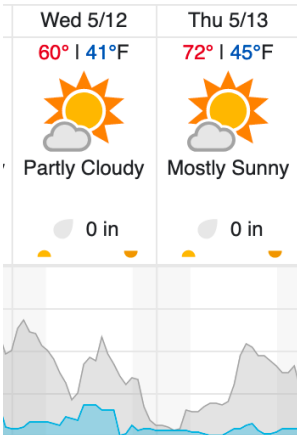 Wed 5/12
60° | 41°F
Partly Cloudy
0 in
Thu 5/13
72° | 45°F
Mostly Sunny
0 in